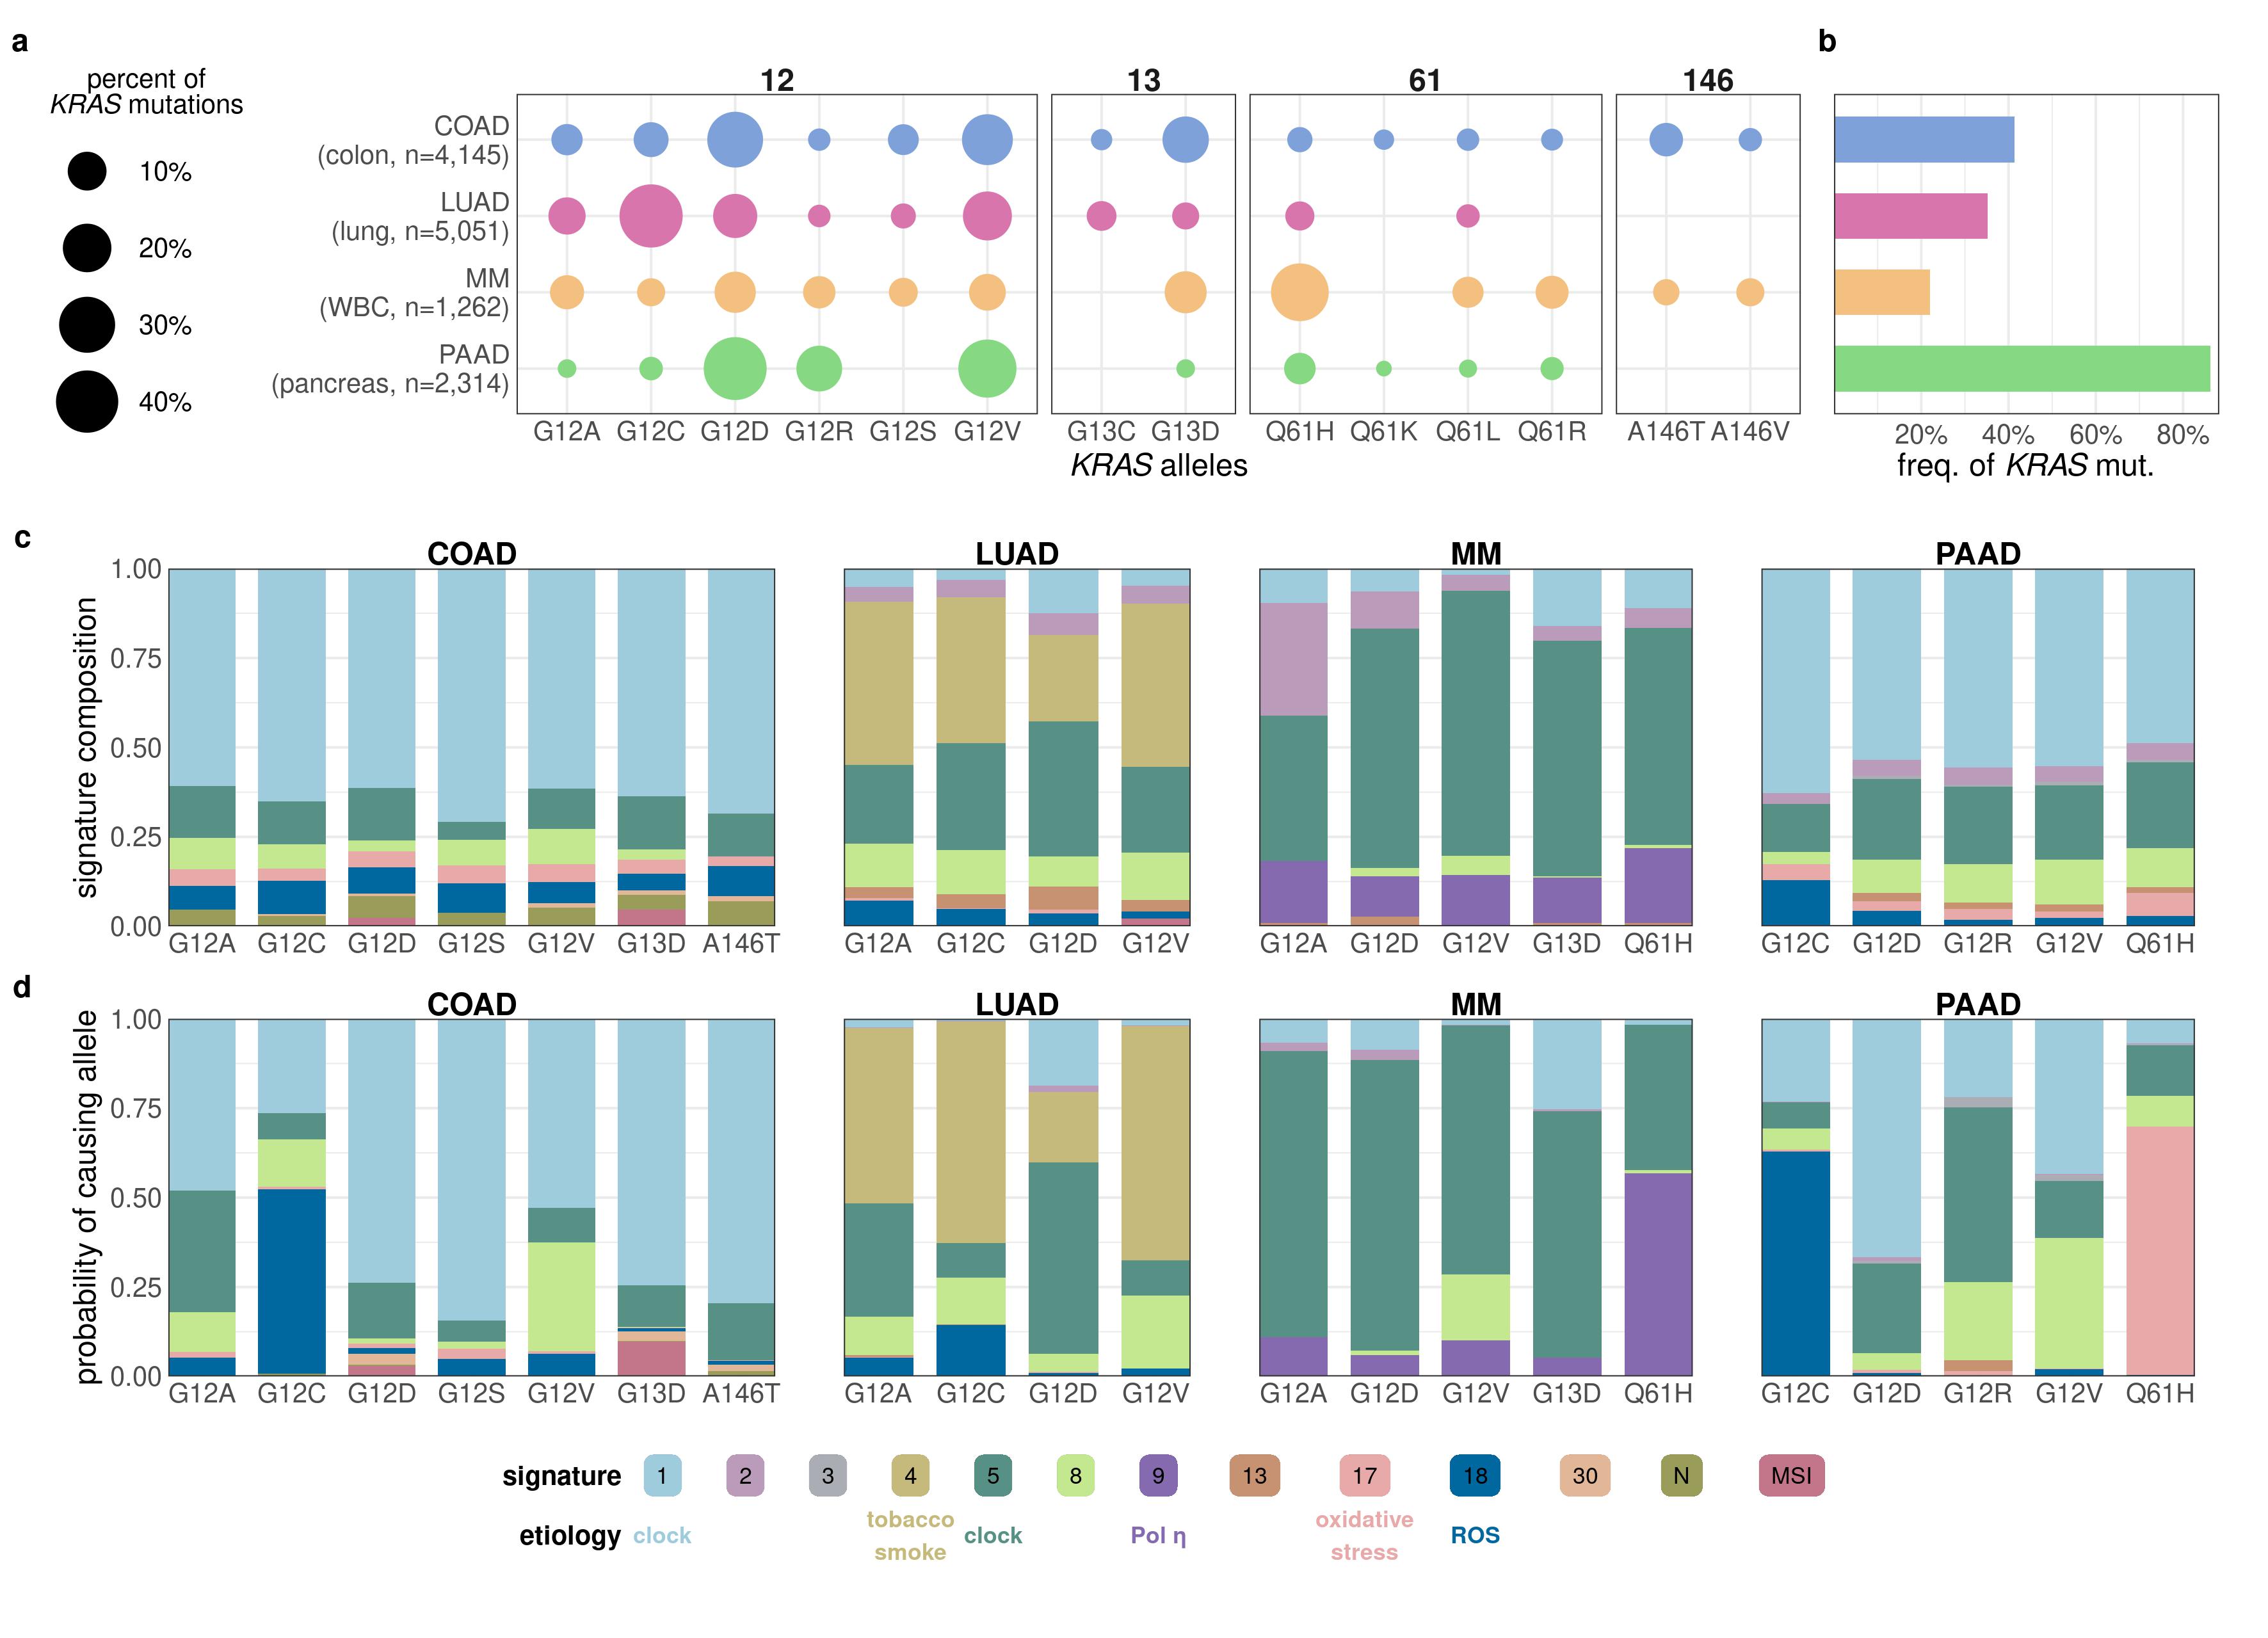 a
b
percent of
KRAS mutations
10%
20%
30%
40%
12
13
61
146
COAD
(colon, n=4,145)
LUAD
(lung, n=5,051)
MM
(WBC, n=1,262)
PAAD
(pancreas, n=2,314)
G12A G12C G12D G12R G12S G12V
G13C G13D
Q61H Q61K Q61L Q61R
A146T A146V
KRAS alleles
20% 40% 60% 80%
freq. of KRAS mut.
c
COAD
LUAD
MM
PAAD
signature composition
1.00
0.75
0.50
0.25
0.00
G12A G12C G12D G12S G12V G13D A146T
G12A G12C G12D G12V
G12A G12D G12V G13D Q61H
G12C G12D G12R G12V Q61H
d
COAD
LUAD
MM
PAAD
probability of causing allele
1.00
0.75
0.50
0.25
0.00
G12A G12C G12D G12S G12V G13D A146T
G12A G12C G12D G12V
G12A G12D G12V G13D Q61H
G12C G12D G12R G12V Q61H
signature 1 2 3 4 5 8 9 13 17 18 30 N MSI
etiology
clock
tobacco
smoke
clock
Pol η
oxidative
stress
ROS